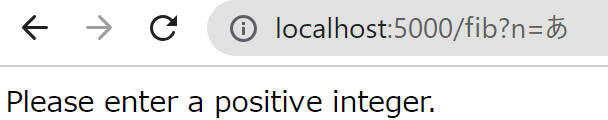 localhost:5000/fib?n=あ
Please enter a positive integer.